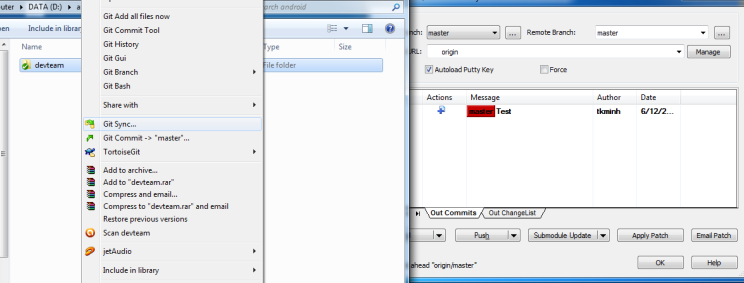 DATA (D:)
Include in
Name
devteam
Git Add all files now
Git Commit Tool
Git History
Git Gui
Git Branch
Git Bash
Share with
Git Sync...
Git Commit -> "master"...
TortoiseGit
Add to archive...
Add to "devteam.rar"
Compress and email...
Compress to "devteam.rar" and email
Restore previous versions
Scan devteam
jetAudio
Include in library
android
Type
Size
File folder
master
...
Remote Branch:
master
...
URL:
origin
Manage
Autoload Putty Key
Force
Actions
Message
Author
Date
master Test
tkminh
6/12/2...
Out Commits
Out ChangeList
Push
Submodule Update
Apply Patch
Email Patch
ahead "origin/master"
OK
Help